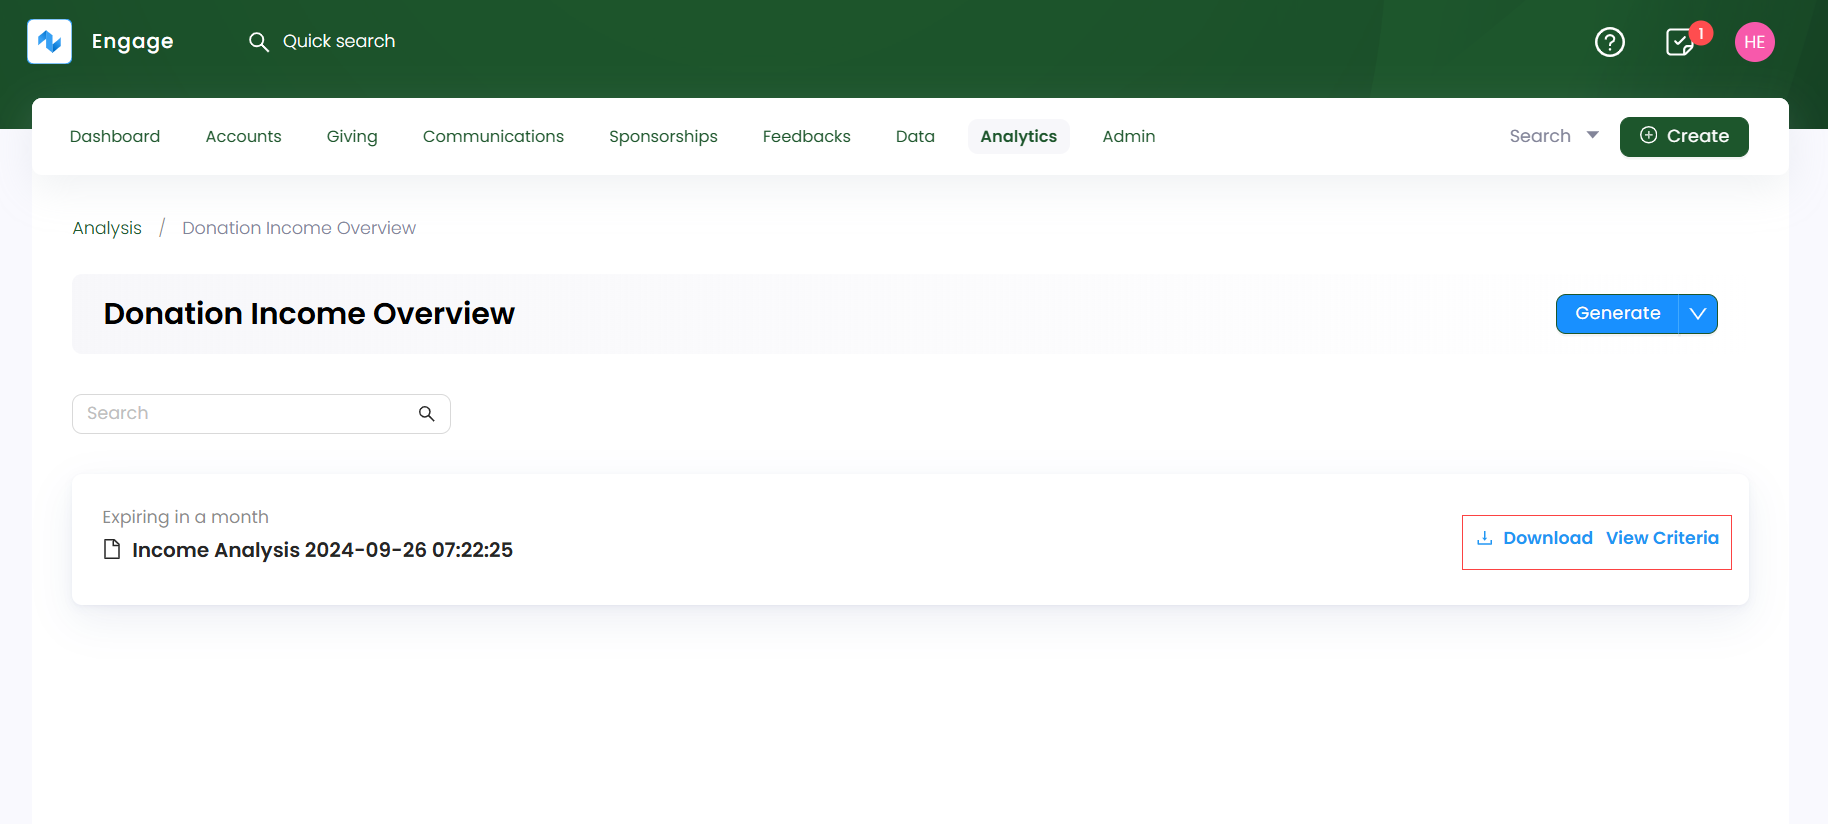 Engage
Quick search
1
HE
Dashboard Accounts Giving Communications Sponsorships Feedbacks Data Analytics Admin Search Create
Analysis / Donation Income Overview
Donation Income Overview
Generate
Search
Expiring in a month
Income Analysis 2024-09-26 07:22:25
Download View Criteria